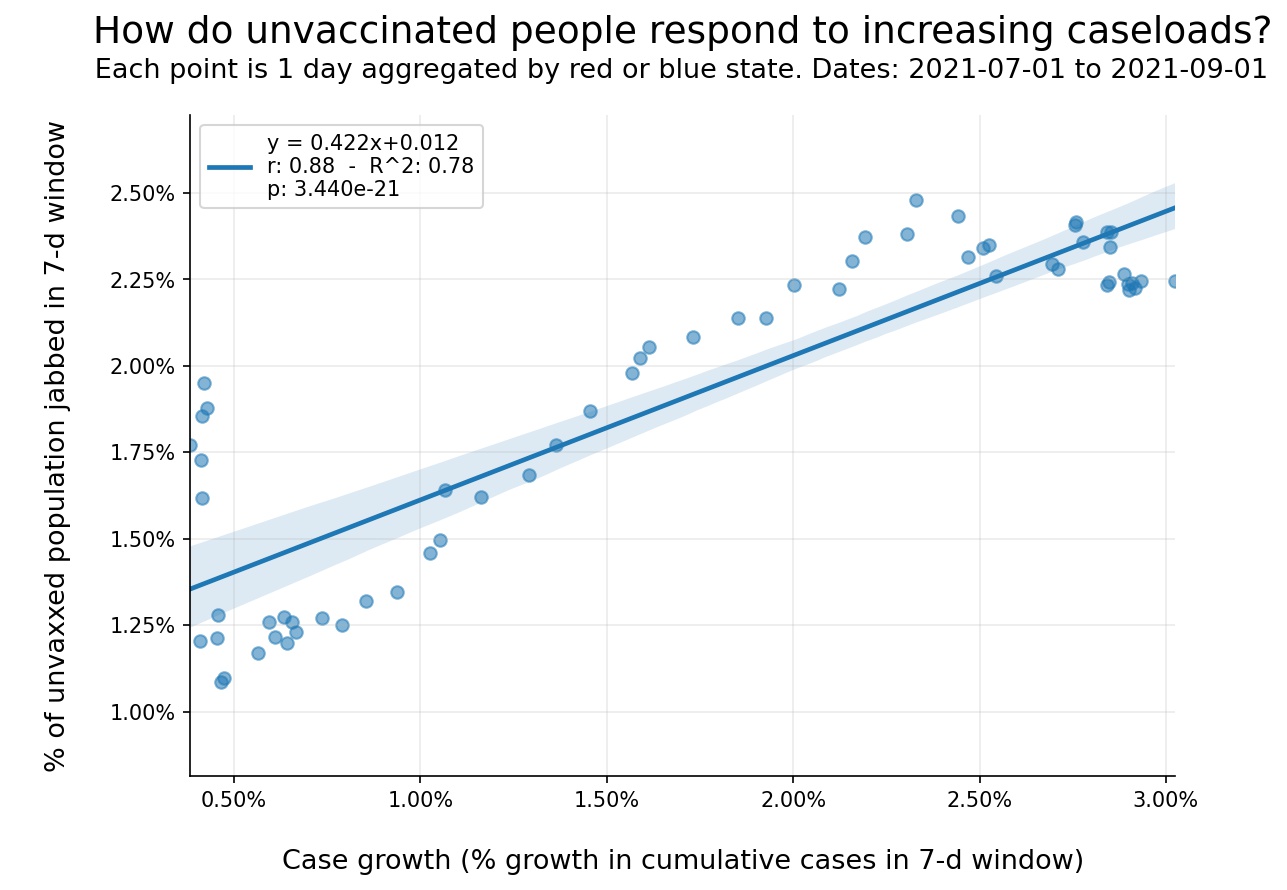 How do unvaccinated people respond to increasing caseloads?
Each point is 1 day aggregated by red or blue state. Dates: 2021-07-01 to 2021-09-01
y = 0.422x+0.012
r: 0.88  -  R^2: 0.78
p: 3.440e-21
% of unvaxxed population jabbed in 7-d window
2.50%
2.25%
2.00%
1.75%
1.50%
1.25%
1.00%
0.50%
1.00%
1.50%
2.00%
2.50%
3.00%
Case growth (% growth in cumulative cases in 7-d window)